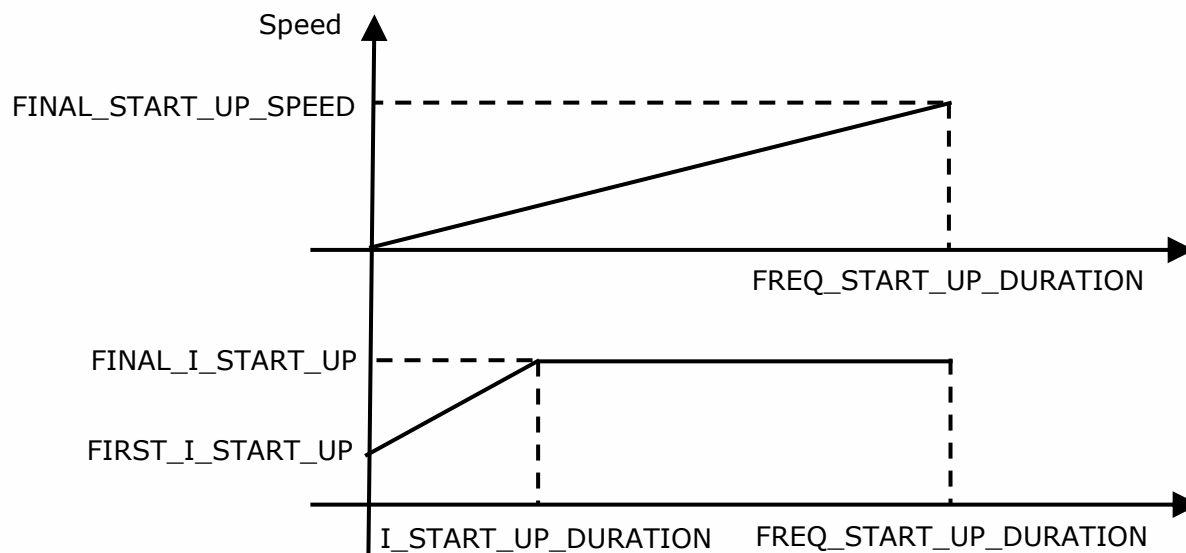 Speed
FINAL_START_UP_SPEED
FREQ_START_UP_DURATION
FINAL_I_START_UP
FIRST_I_START_UP
I_START_UP_DURATION
FREQ_START_UP_DURATION